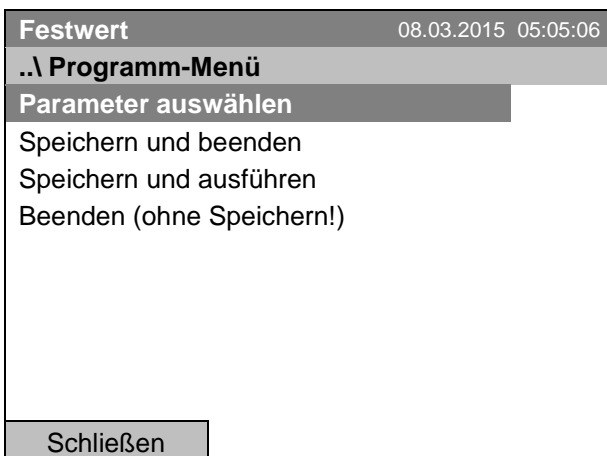 Festwert 08.03.2015 05:05:06
..\ Programm-Menü
Parameter auswählen
Speichern und beenden
Speichern und ausführen
Beenden (ohne Speichern!)
Schließen